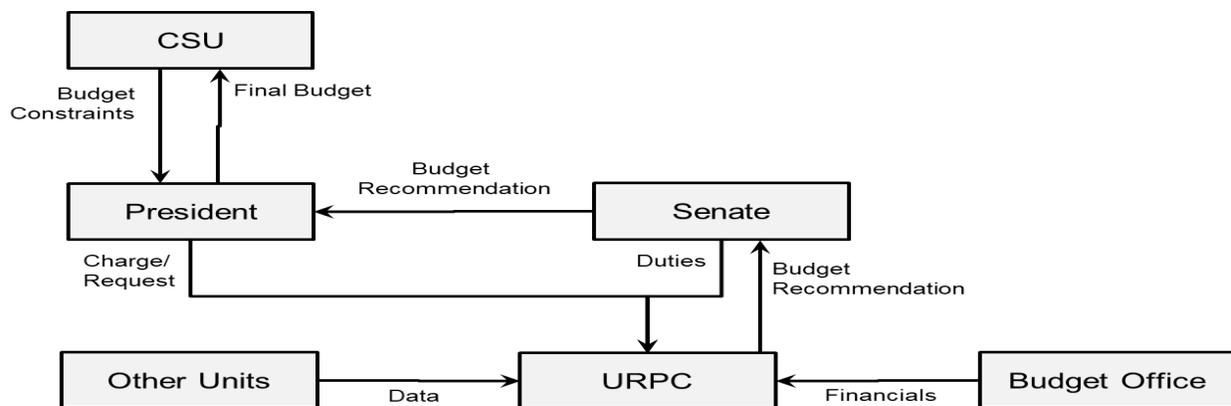 CSU
Budget
Constraints
Final Budget
Budget
Recommendation
President
Senate
Charge/
Request
Duties
Budget
Recommendation
Other Units
Data
URPC
Financials
Budget Office